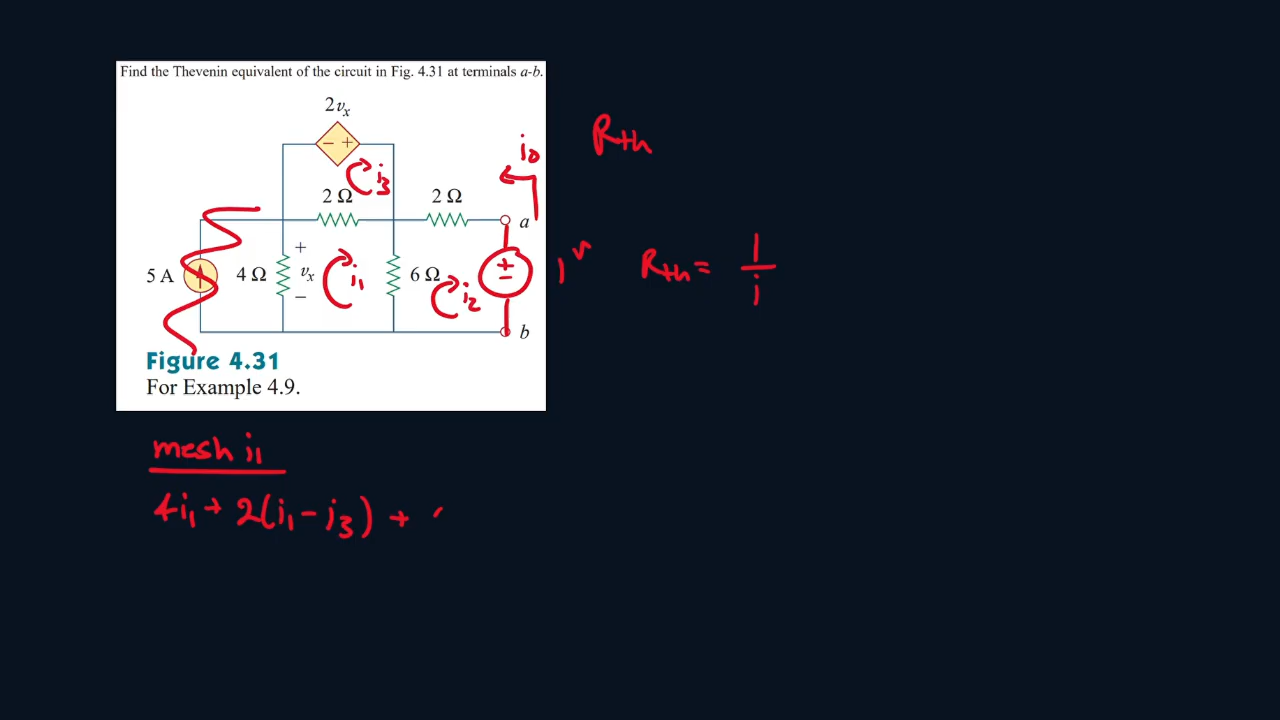 Find the Thevenin equivalent of the circuit in Fig. 4.31 at terminals a-b.
2vx
i0
Rth
i3
2 Ω
2 Ω
a
+
5 A
4 Ω
vx
i1
6 Ω
i2
+
−
1v
Rth = 1/i
−
b
Figure 4.31
For Example 4.9.
mesh i1
4i1 + 2(i1 − i3) +